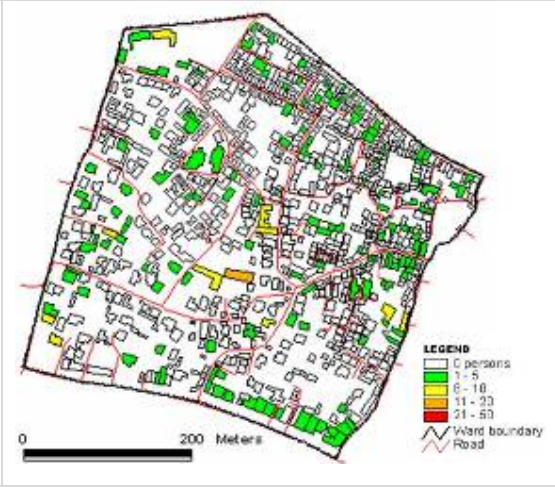 LEGEND
0 persons
1 - 5
6 - 10
11 - 20
21 - 50
Ward boundary
Road
0 200 Meters